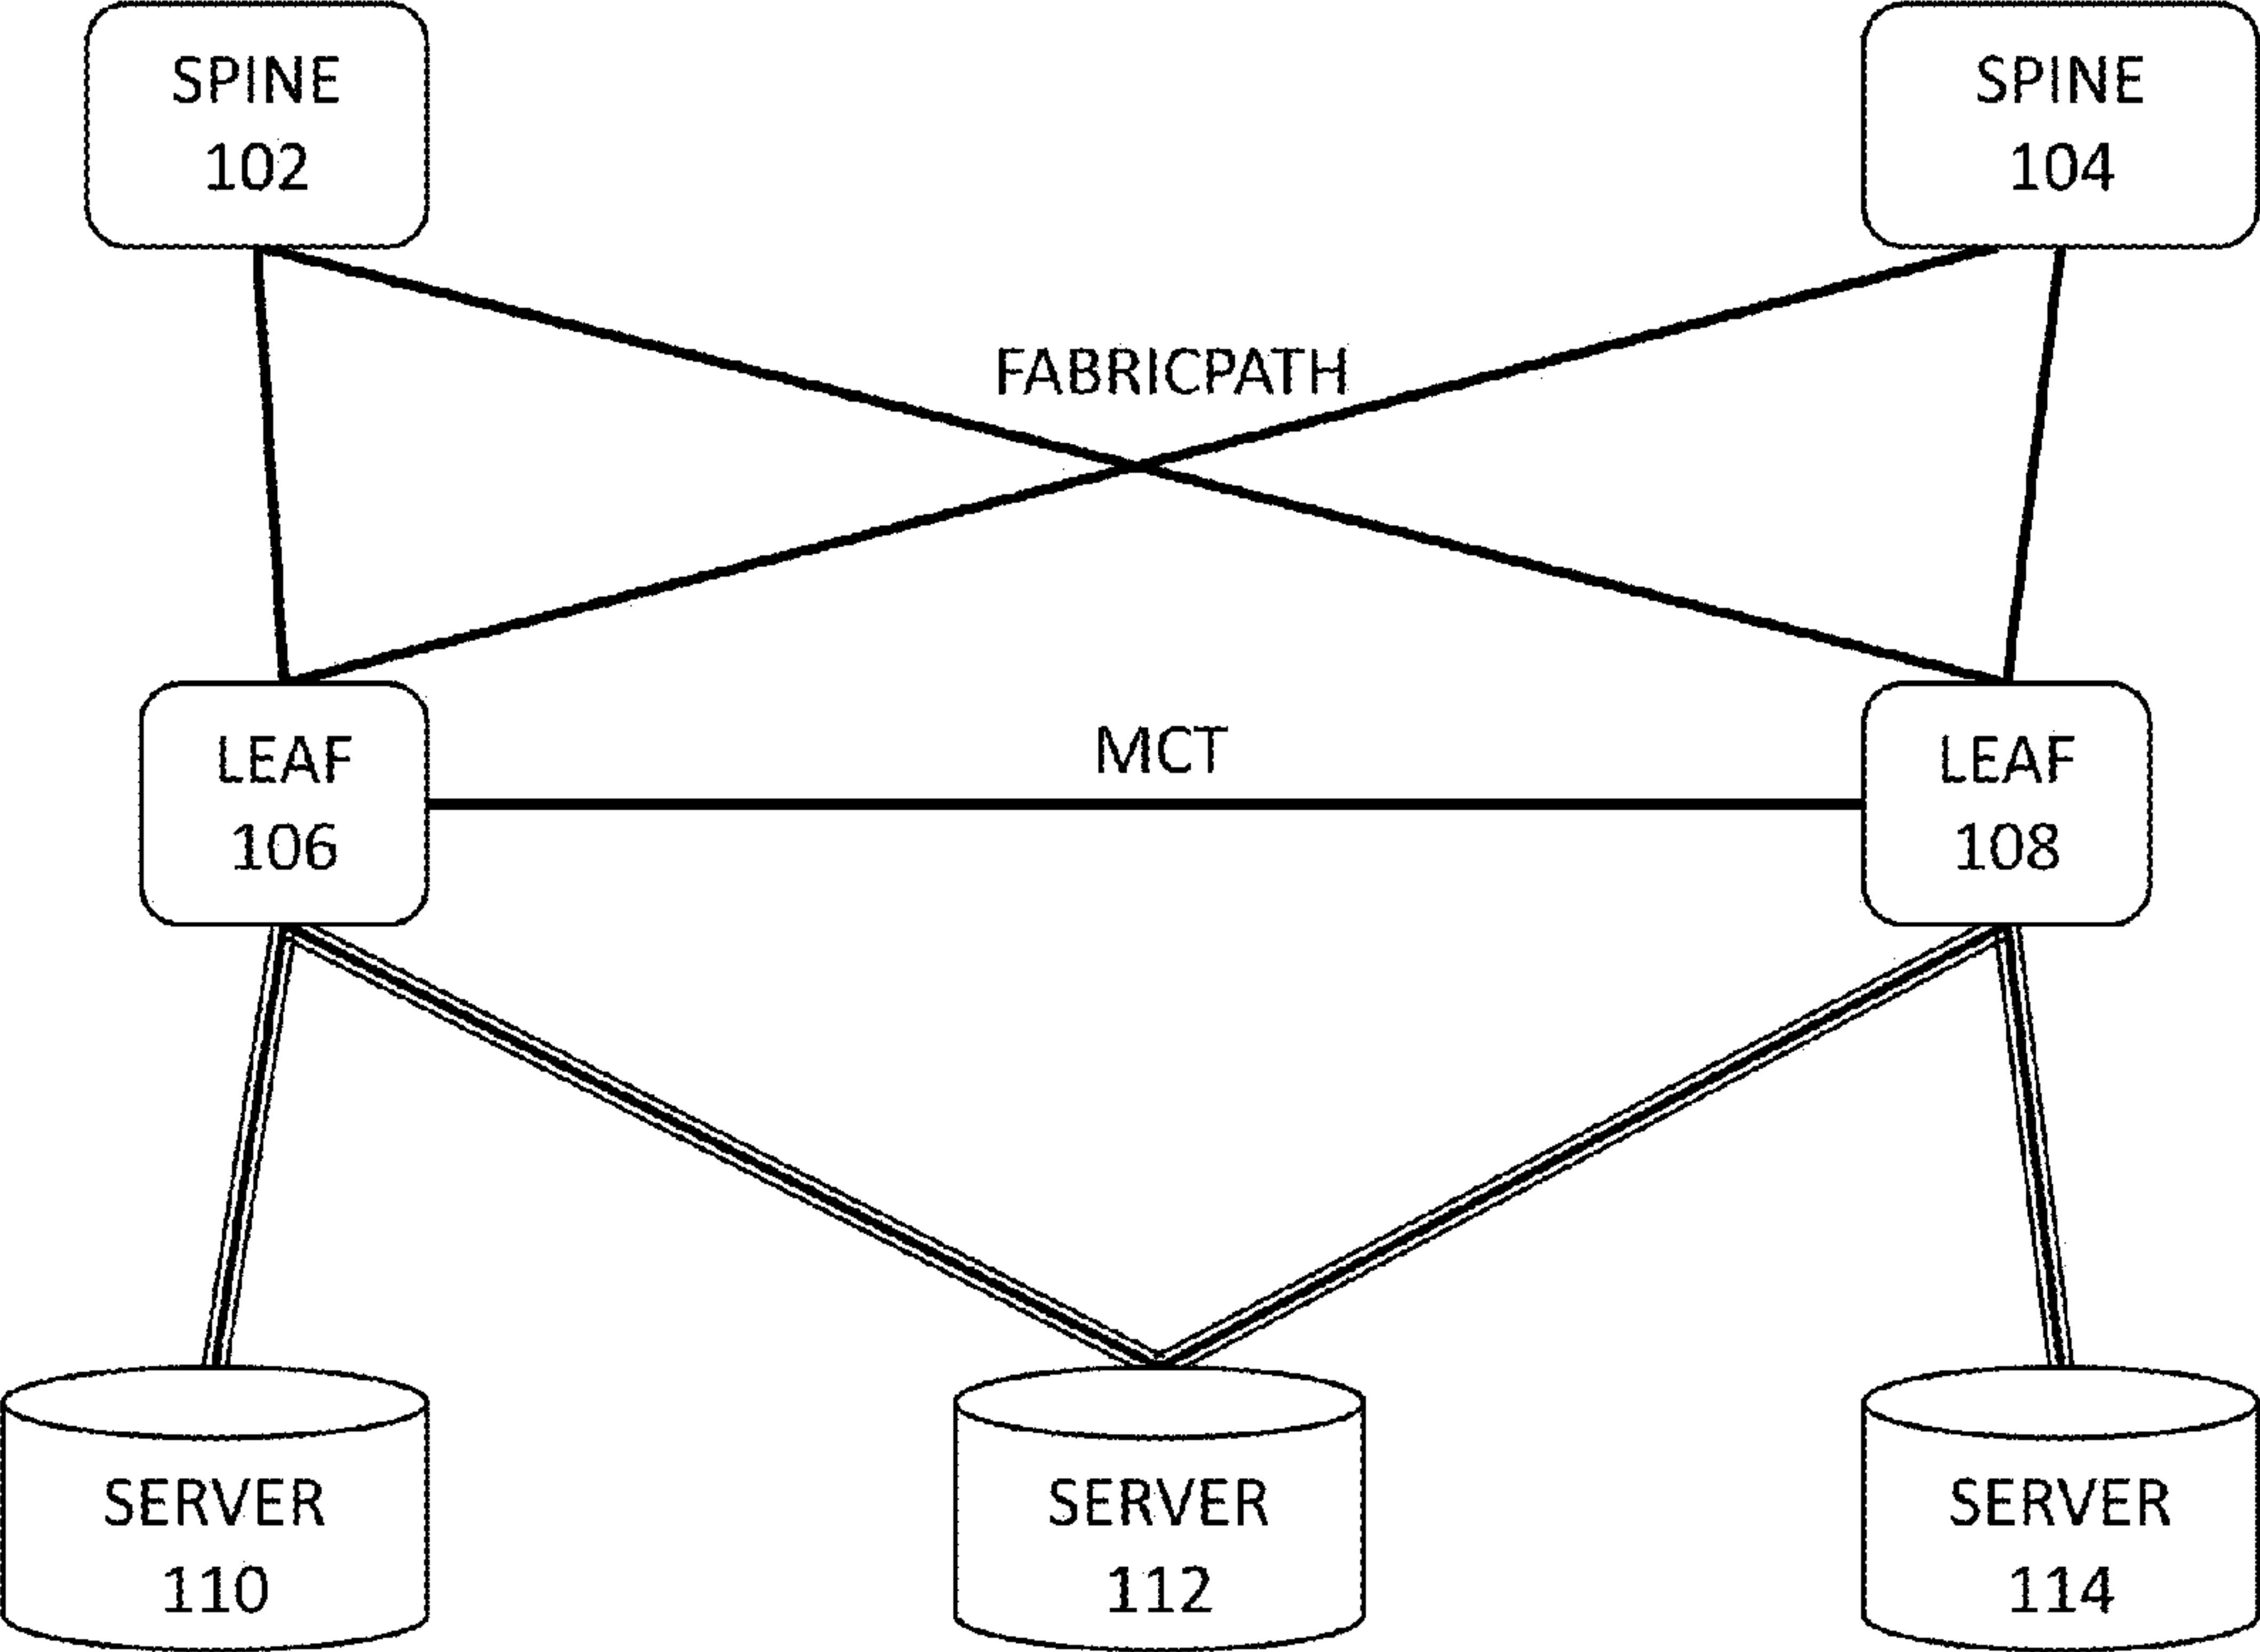 SPINE
102
SPINE
104
FABRICPATH
LEAF
106
MCT
LEAF
108
SERVER
110
SERVER
112
SERVER
114